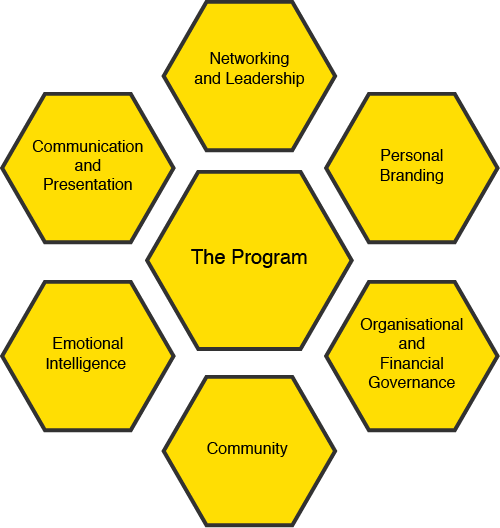 Networking
and Leadership
Communication
and
Presentation
Personal
Branding
The Program
Emotional
Intelligence
Organisational
and
Financial
Governance
Community